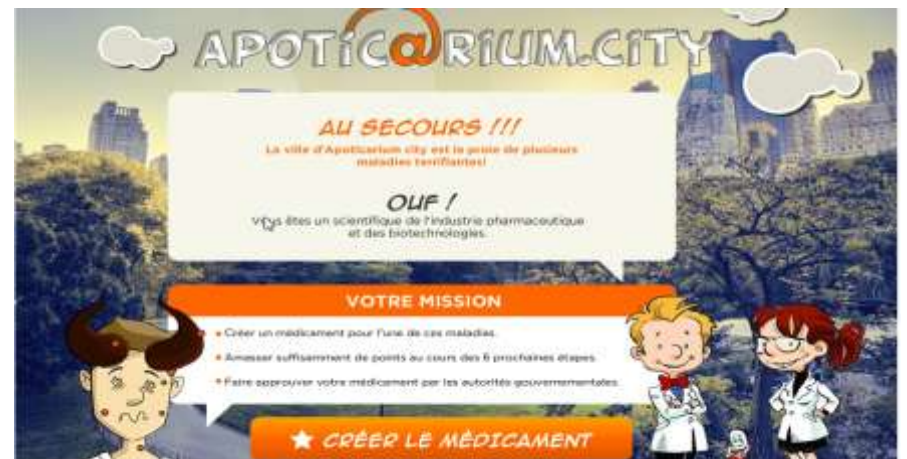 APOTIC@RIUM.CITY
AU SECOURS !!!
La ville d'Apoticarium city est la proie de plusieurs
maladies terrifiantes!
OUF !
Vous êtes un scientifique de l'industrie pharmaceutique
et des biotechnologies.
VOTRE MISSION
• Créer un médicament pour l'une de ces maladies.
• Amasser suffisamment de points au cours des 6 prochaines étapes.
• Faire approuver votre médicament par les autorités gouvernementales.
CRÉER LE MÉDICAMENT